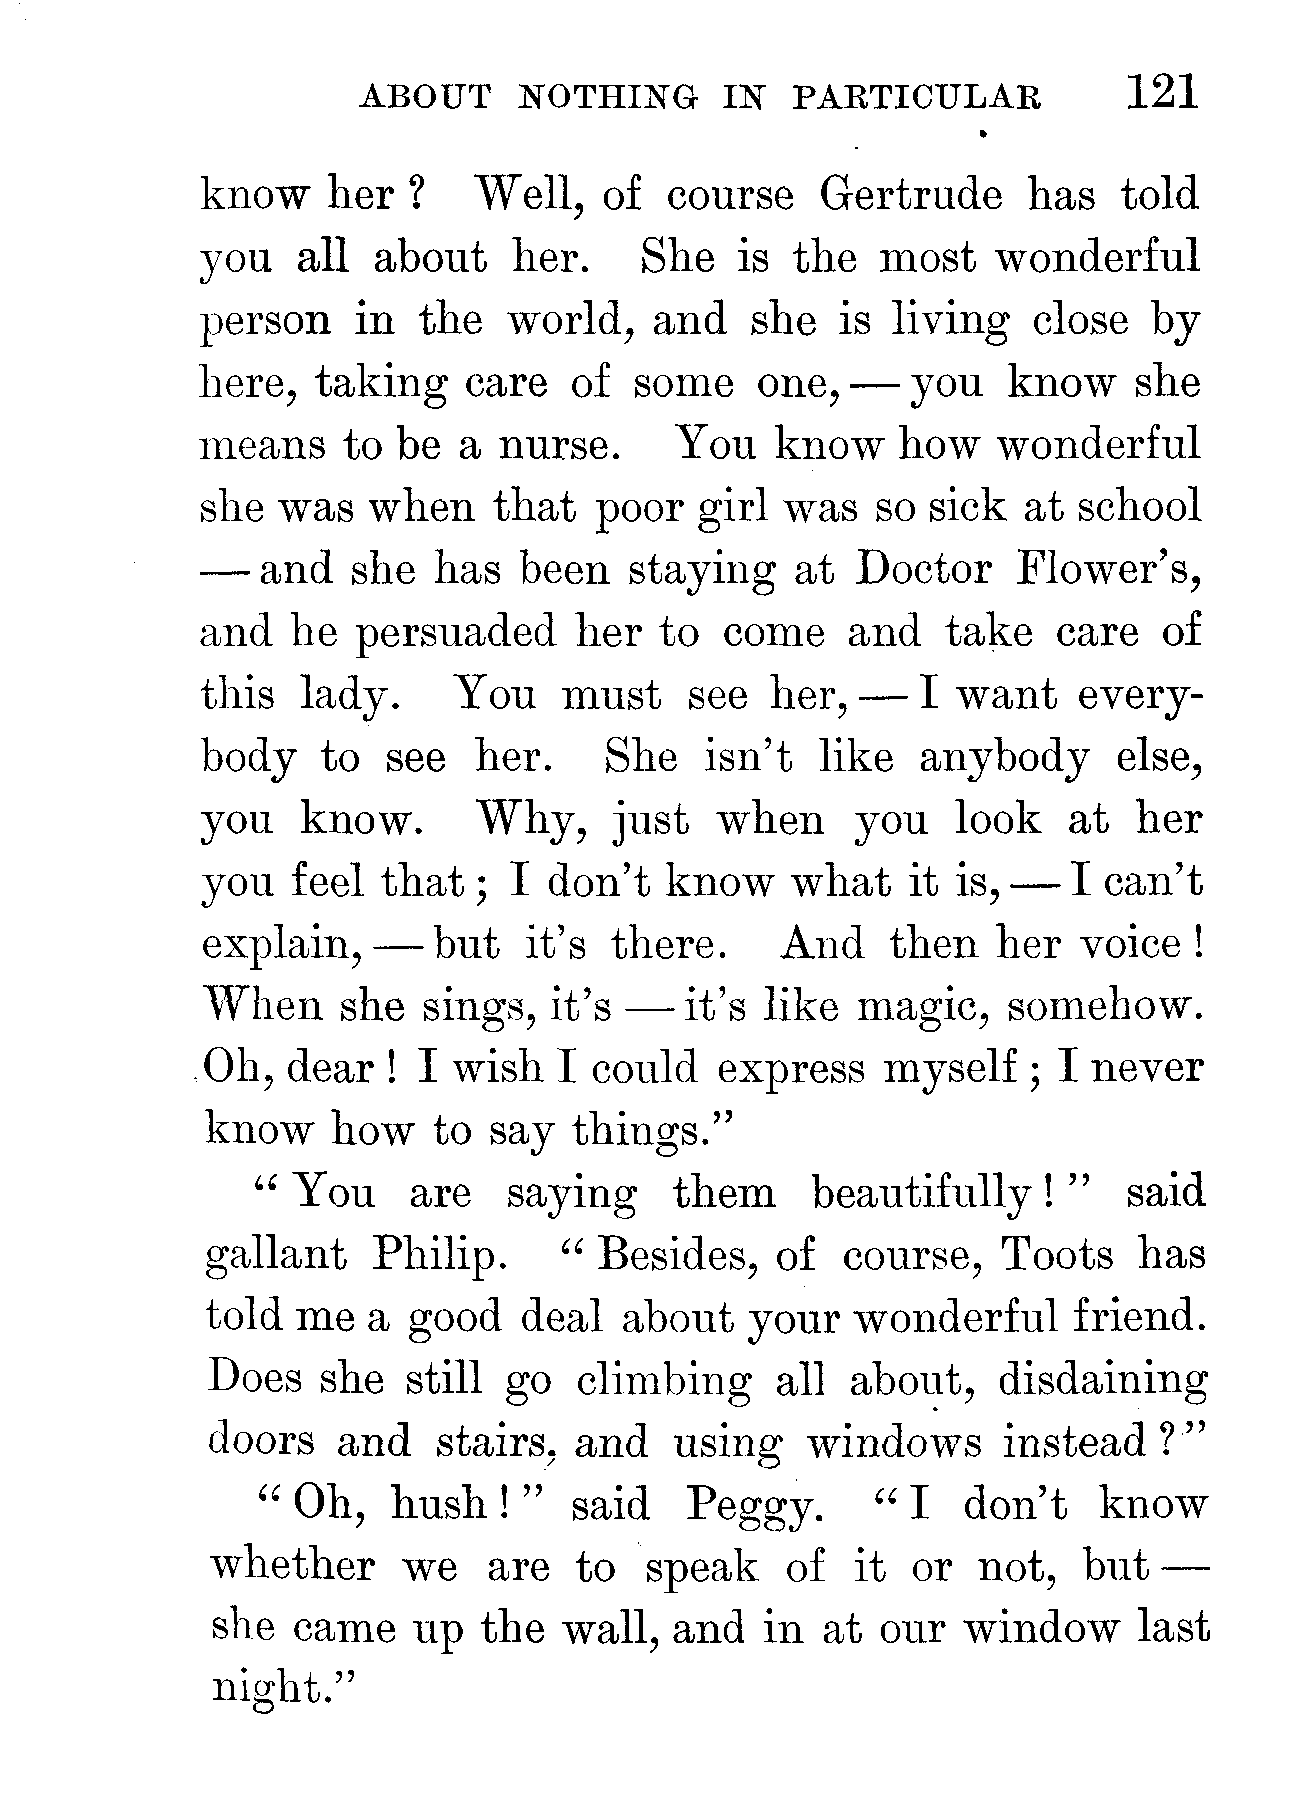 ABOUT NOTHING IN PARTICULAR 121
know her ? Well, of course Gertrude has told
you all about her. She is the most wonderful
person in the world, and she is living close by
here, taking care of some one, — you know she
means to be a nurse. You know how wonderful
she was when that poor girl was so sick at school
— and she has been staying at Doctor Flower's,
and he persuaded her to come and take care of
this lady. You must see her, — I want every-
body to see her. She isn't like anybody else,
you know. Why, just when you look at her
you feel that ; I don't know what it is, — I can't
explain, — but it's there. And then her voice !
When she sings, it's — it's like magic, somehow.
Oh, dear ! I wish I could express myself ; I never
know how to say things."
" You are saying them beautifully ! " said
gallant Philip. " Besides, of course, Toots has
told me a good deal about your wonderful friend.
Does she still go climbing all about, disdaining
doors and stairs, and using windows instead ? "
" Oh, hush ! " said Peggy. " I don't know
whether we are to speak of it or not, but —
she came up the wall, and in at our window last
night."